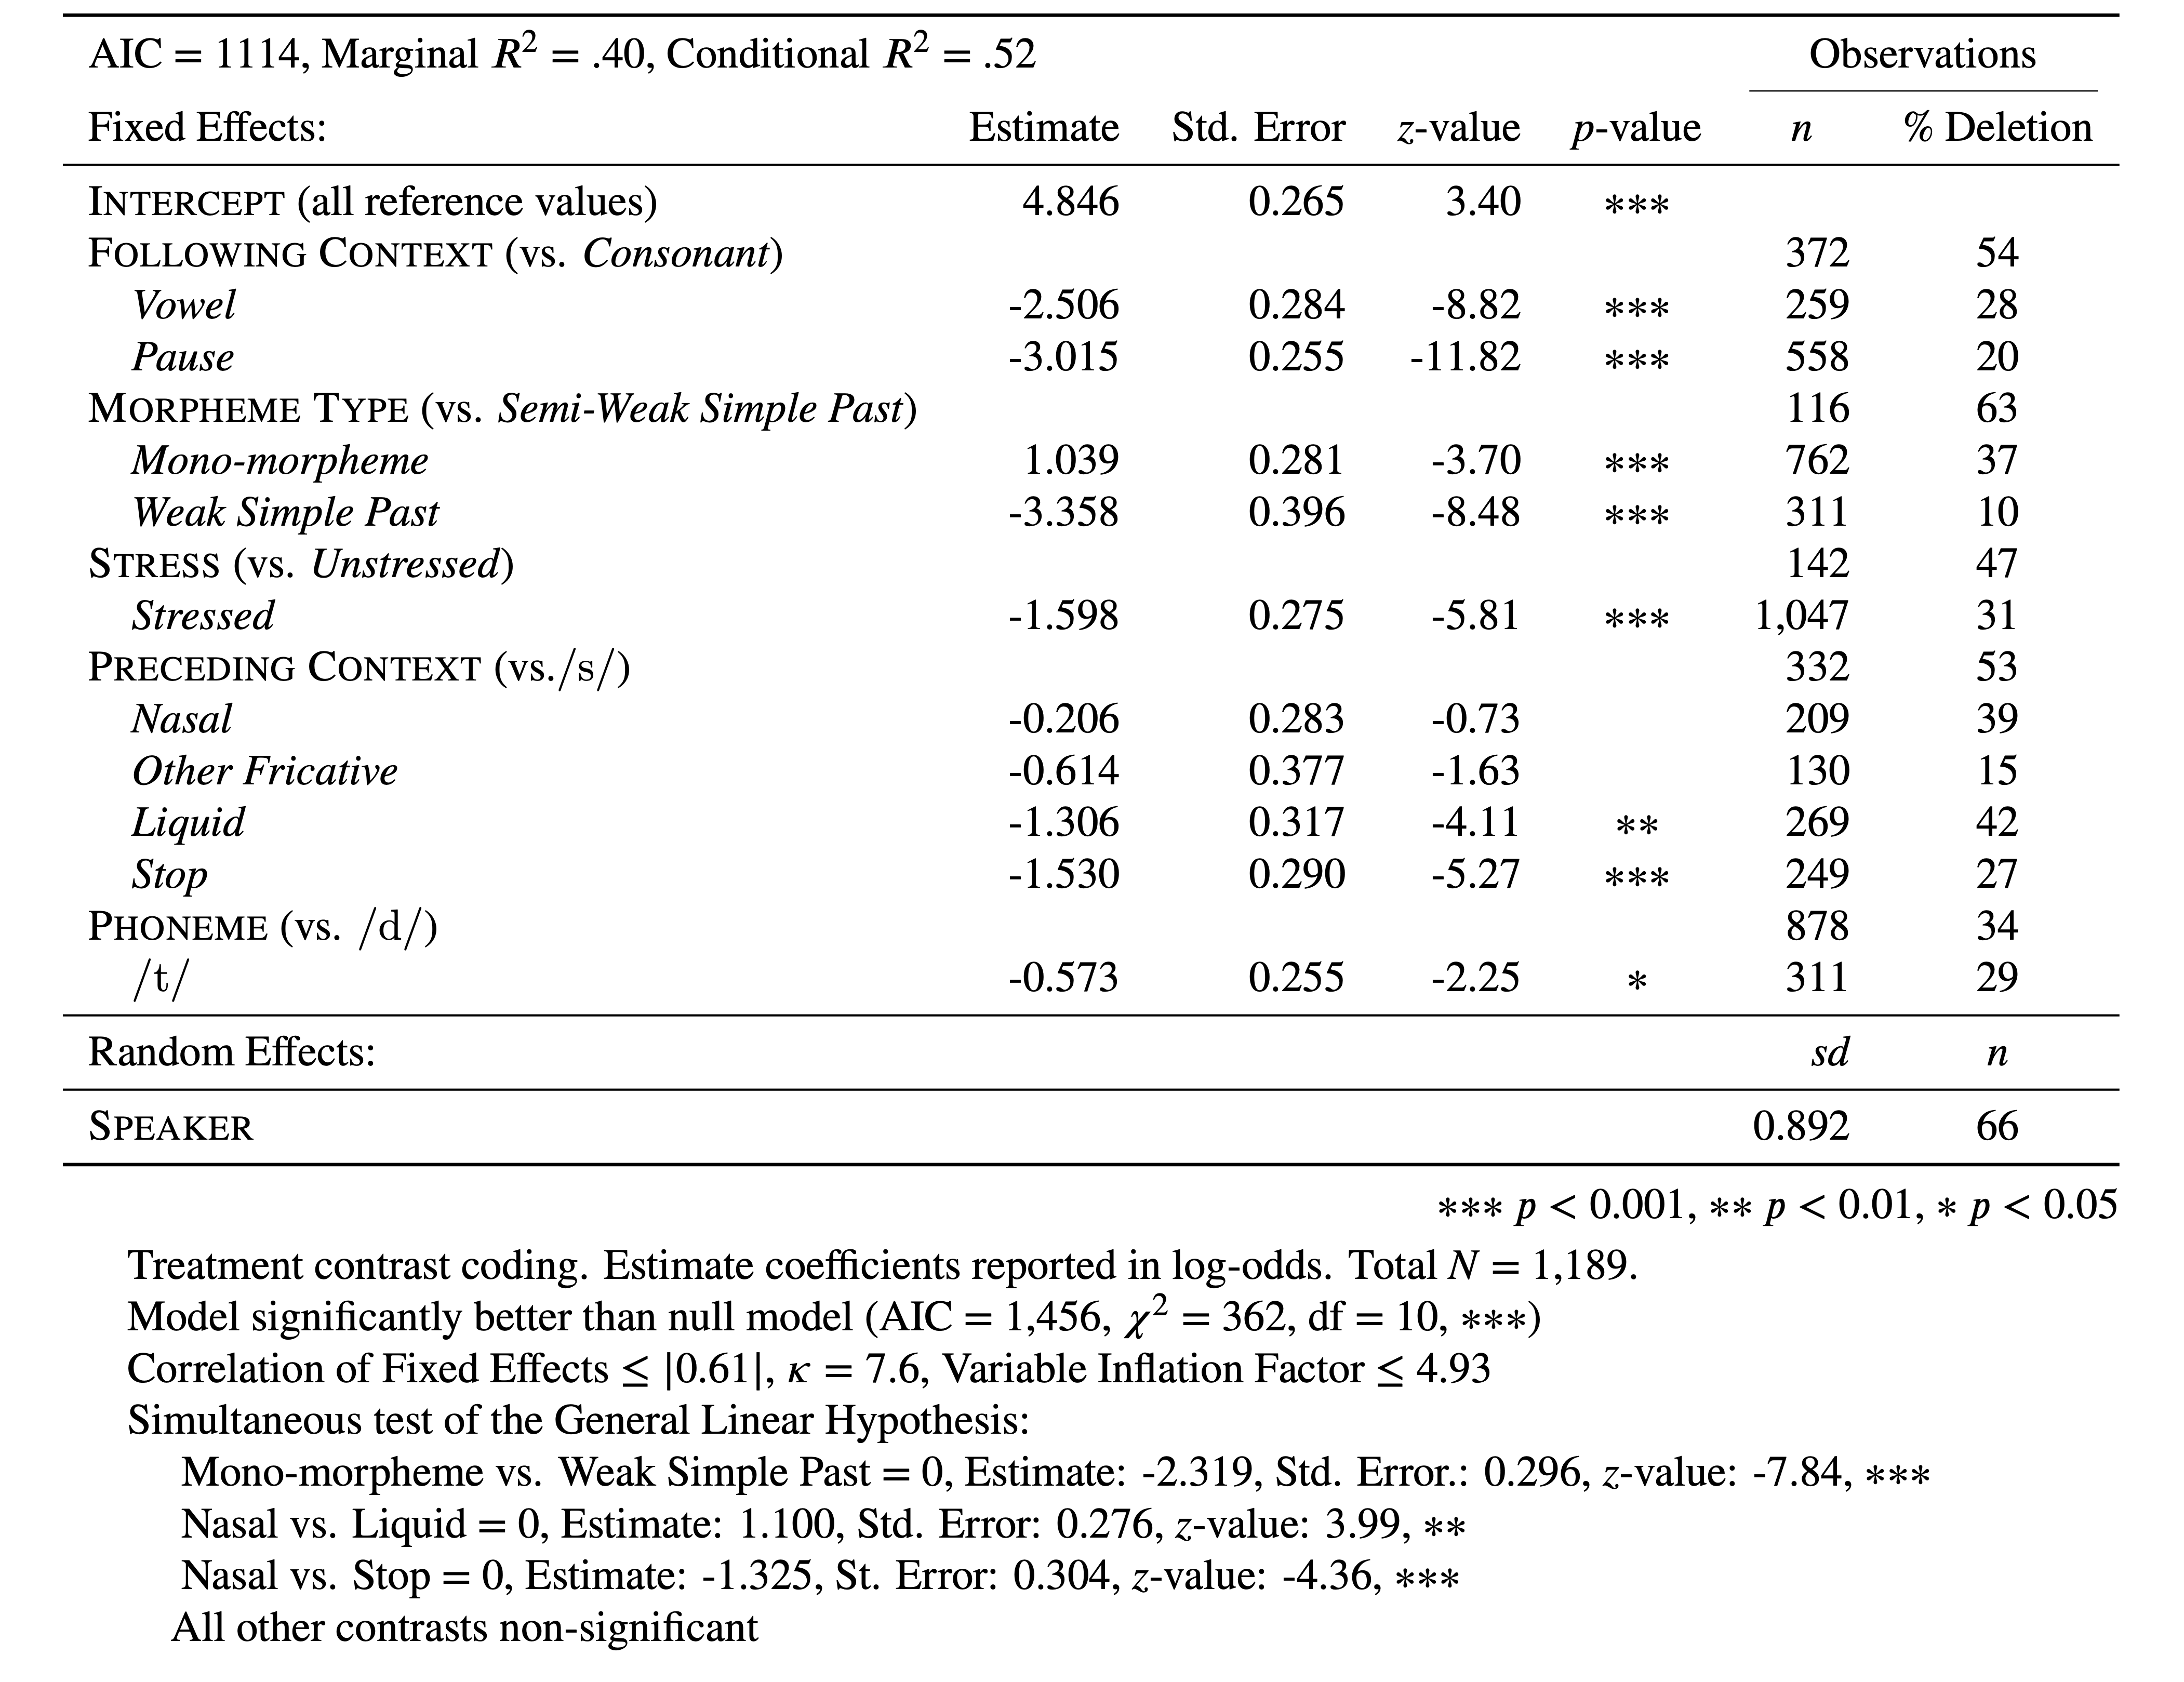 AIC = 1114, Marginal R² = .40, Conditional R² = .52 Observations
Fixed Effects: Estimate Std. Error z-value p-value n % Deletion
INTERCEPT (all reference values) 4.846 0.265 3.40 ***
FOLLOWING CONTEXT (vs. Consonant) 372 54
Vowel -2.506 0.284 -8.82 *** 259 28
Pause -3.015 0.255 -11.82 *** 558 20
MORPHEME TYPE (vs. Semi-Weak Simple Past) 116 63
Mono-morpheme 1.039 0.281 -3.70 *** 762 37
Weak Simple Past -3.358 0.396 -8.48 *** 311 10
STRESS (vs. Unstressed) 142 47
Stressed -1.598 0.275 -5.81 *** 1,047 31
PRECEDING CONTEXT (vs./s/) 332 53
Nasal -0.206 0.283 -0.73 209 39
Other Fricative -0.614 0.377 -1.63 130 15
Liquid -1.306 0.317 -4.11 ** 269 42
Stop -1.530 0.290 -5.27 *** 249 27
PHONEME (vs. /d/) 878 34
/t/ -0.573 0.255 -2.25 * 311 29
Random Effects: sd n
SPEAKER 0.892 66
*** p < 0.001, ** p < 0.01, * p < 0.05
Treatment contrast coding. Estimate coefficients reported in log-odds. Total N = 1,189.
Model significantly better than null model (AIC = 1,456, χ² = 362, df = 10, ***)
Correlation of Fixed Effects ≤ |0.61|, κ = 7.6, Variable Inflation Factor ≤ 4.93
Simultaneous test of the General Linear Hypothesis:
Mono-morpheme vs. Weak Simple Past = 0, Estimate: -2.319, Std. Error.: 0.296, z-value: -7.84, ***
Nasal vs. Liquid = 0, Estimate: 1.100, Std. Error: 0.276, z-value: 3.99, **
Nasal vs. Stop = 0, Estimate: -1.325, St. Error: 0.304, z-value: -4.36, ***
All other contrasts non-significant